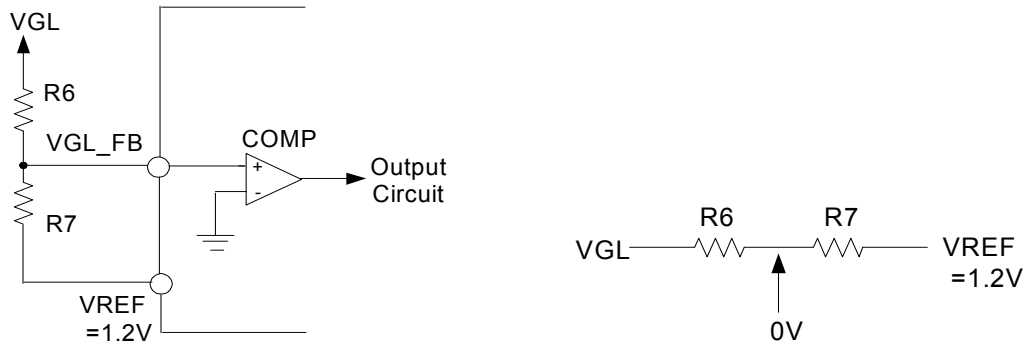 VGL
R6
VGL_FB
COMP
+
-
Output
Circuit
R7
VREF
=1.2V
R6
R7
VGL
VREF
=1.2V
0V